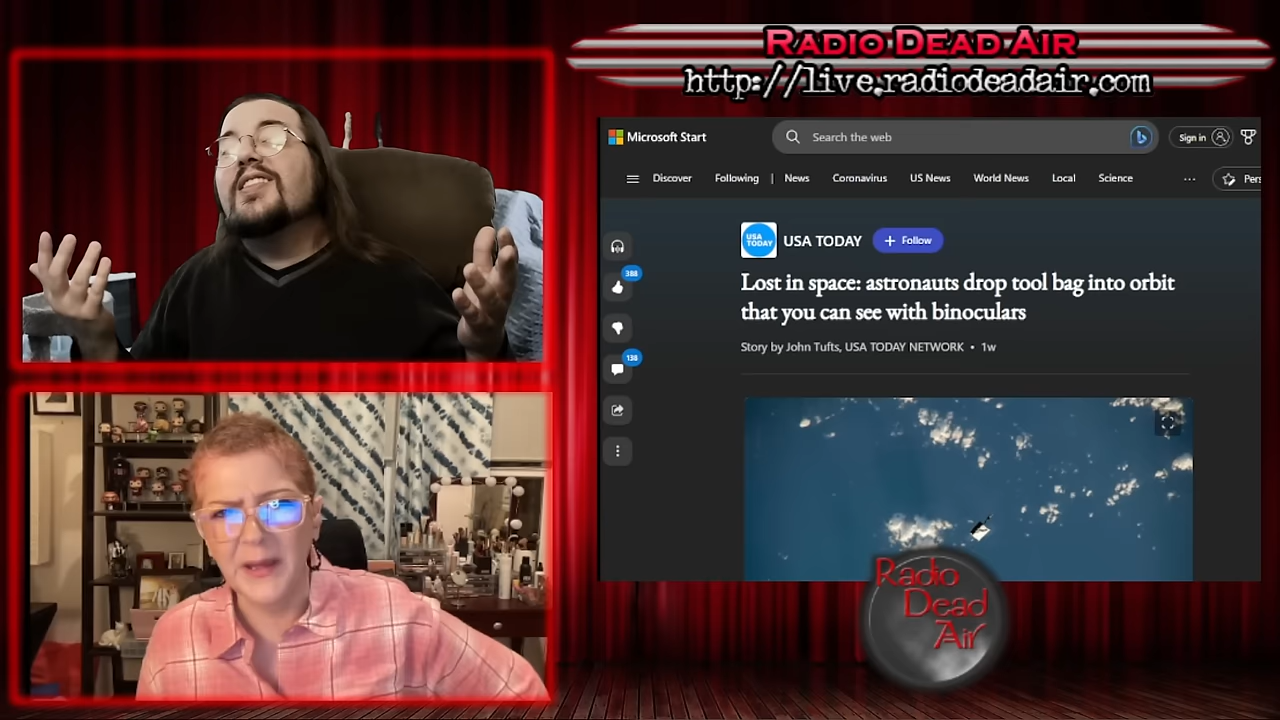 Radio Dead Air
http://live.radiodeadair.com
Microsoft Start
Search the web
Sign in
Discover
Following
News
Coronavirus
US News
World News
Local
Science
Pers
USA
TODAY
USA TODAY
+ Follow
388
138
Lost in space: astronauts drop tool bag into orbit
that you can see with binoculars
Story by John Tufts, USA TODAY NETWORK • 1w
Radio
Dead
Air